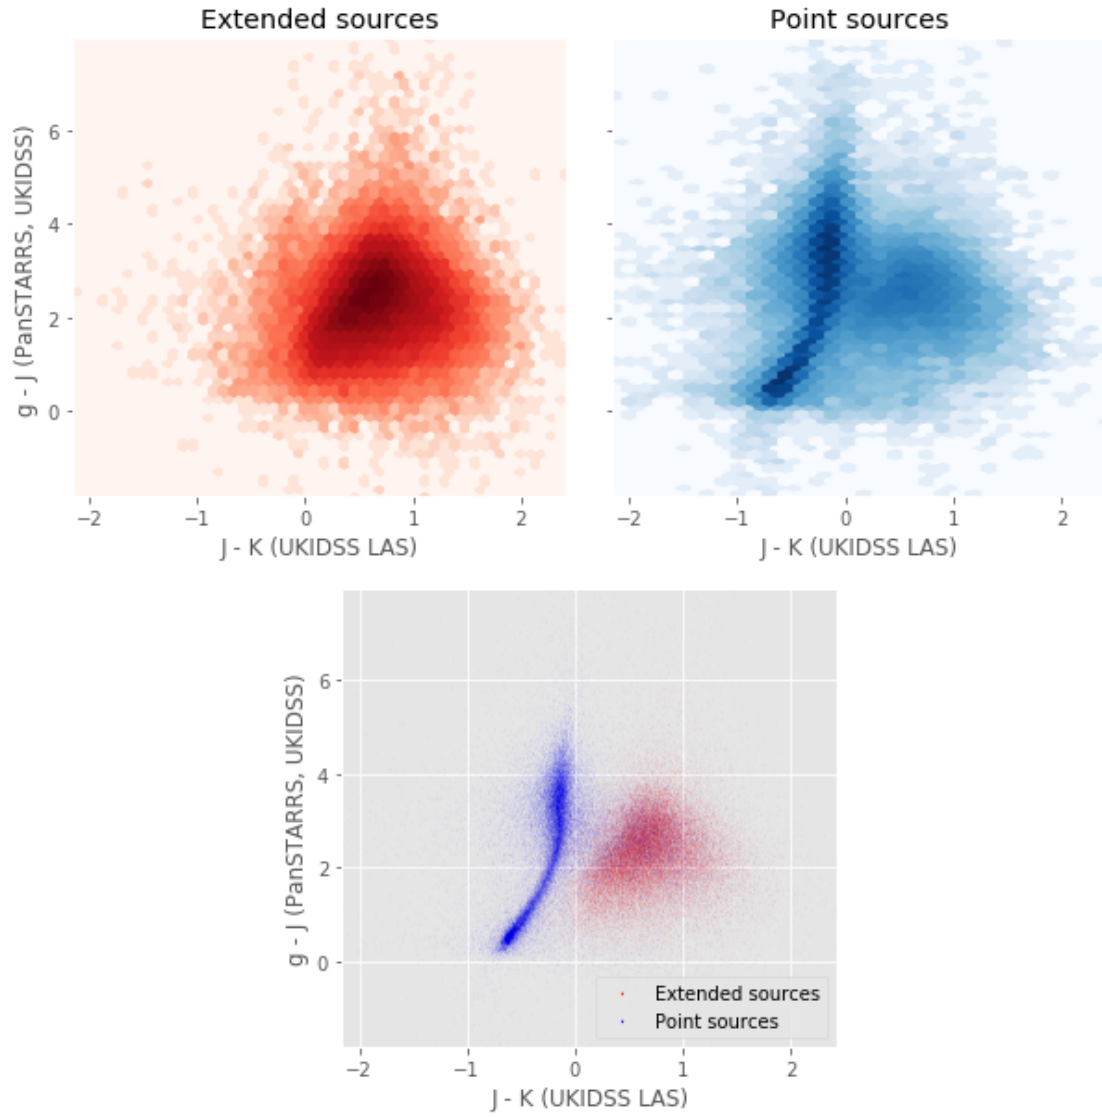 Extended sources
Point sources
g - J (PanSTARRS, UKIDSS)
6
4
2
0
−2
−1
0
1
2
J - K (UKIDSS LAS)
−2
−1
0
1
2
J - K (UKIDSS LAS)
g - J (PanSTARRS, UKIDSS)
6
4
2
0
Extended sources
Point sources
−2
−1
0
1
2
J - K (UKIDSS LAS)